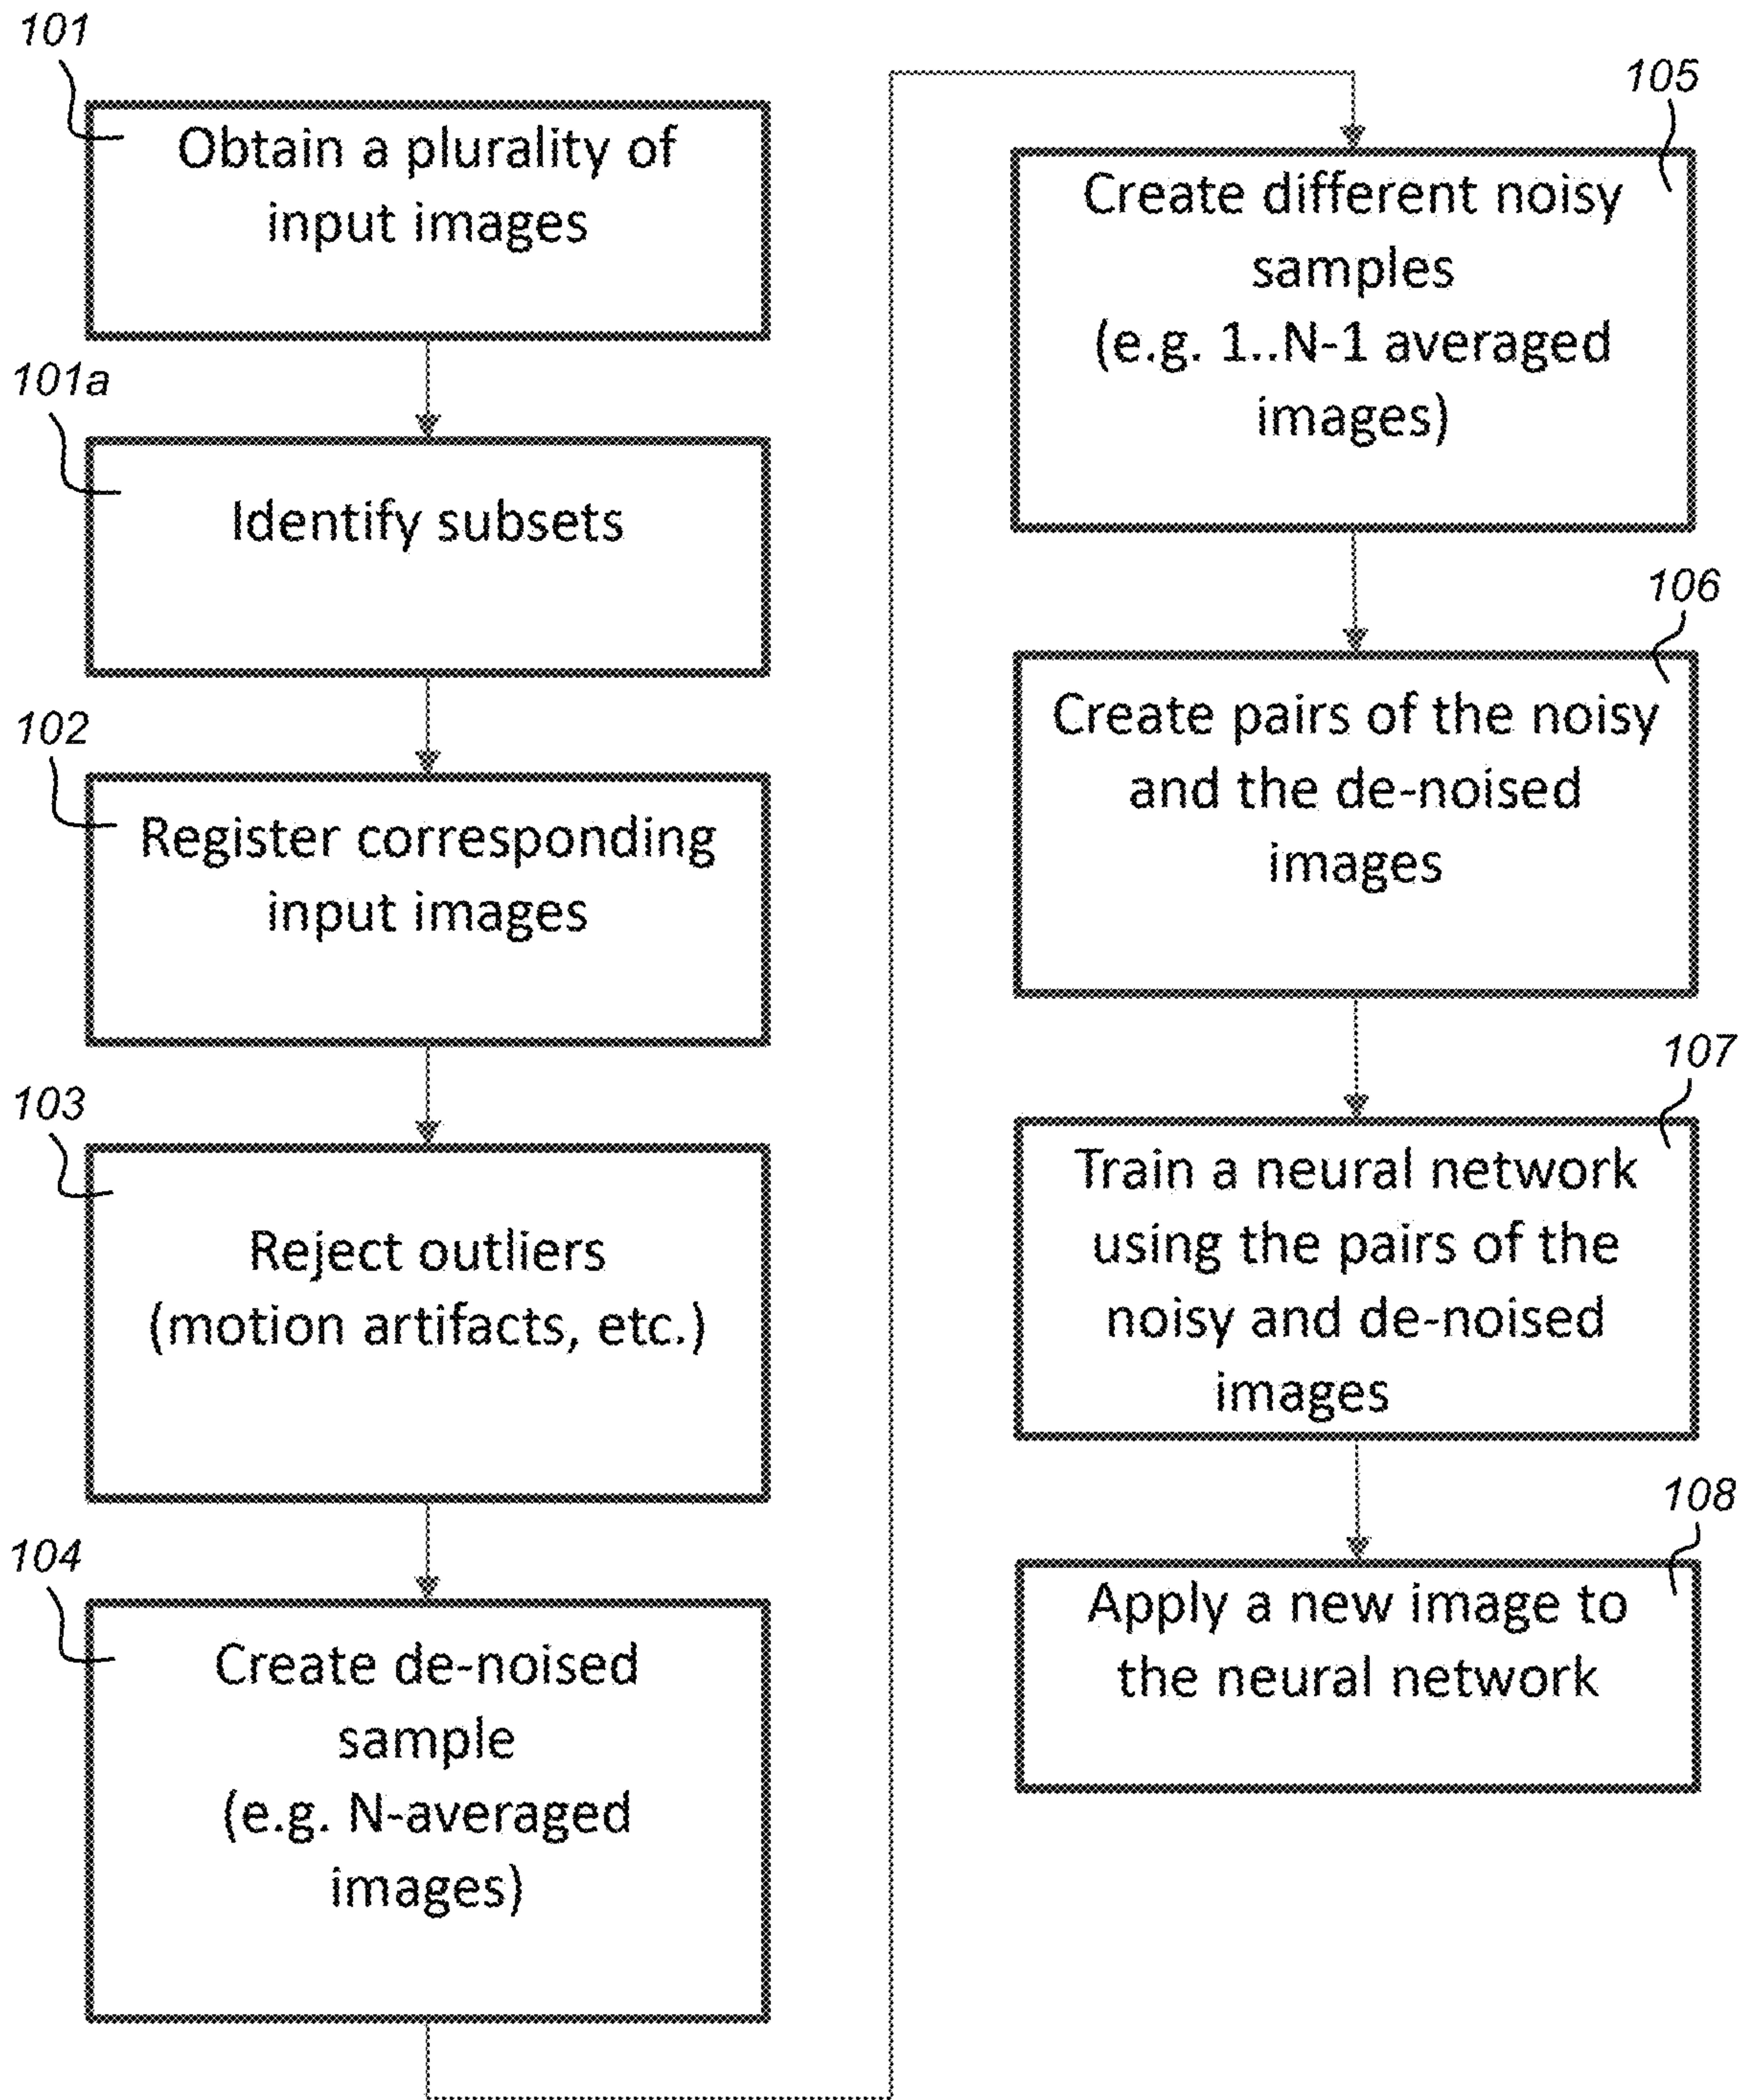 101
Obtain a plurality of
input images
101a
Identify subsets
102
Register corresponding
input images
103
Reject outliers
(motion artifacts, etc.)
104
Create de-noised
sample
(e.g. N-averaged
images)
105
Create different noisy
samples
(e.g. 1..N-1 averaged
images)
106
Create pairs of the noisy
and the de-noised
images
107
Train a neural network
using the pairs of the
noisy and de-noised
images
108
Apply a new image to
the neural network